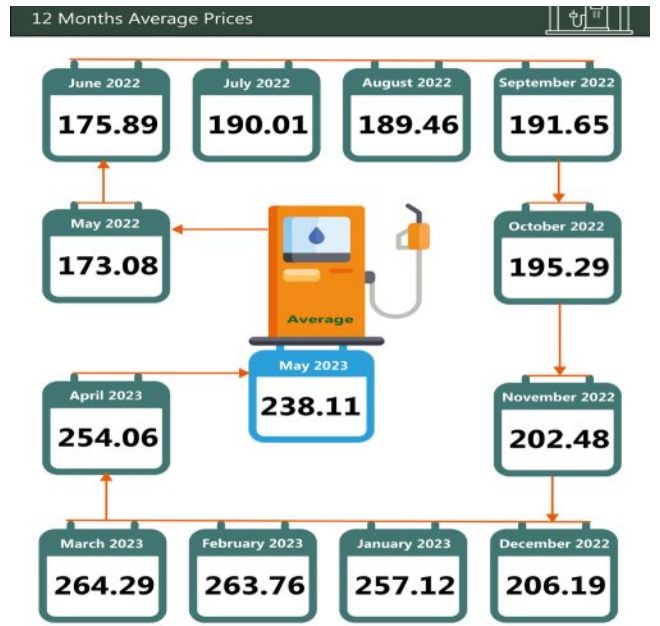 12 Months Average Prices
June 2022
175.89
July 2022
190.01
August 2022
189.46
September 2022
191.65
May 2022
173.08
October 2022
195.29
Average
May 2023
238.11
April 2023
254.06
November 2022
202.48
March 2023
264.29
February 2023
263.76
January 2023
257.12
December 2022
206.19